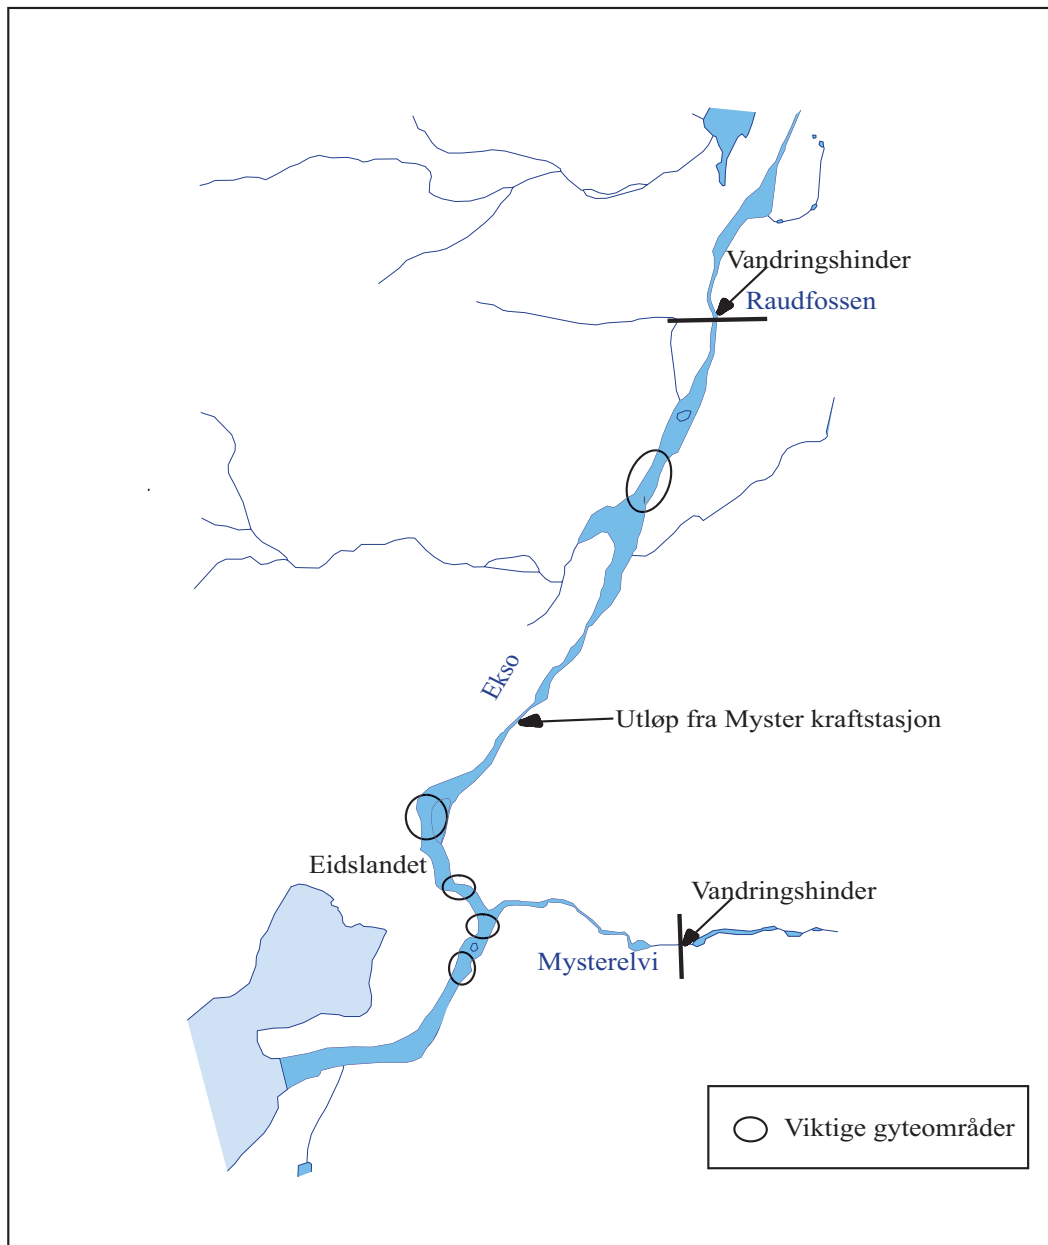 Vandringshinder
Raudfossen
Ekso
Utløp fra Myster kraftstasjon
Eidslandet
Vandringshinder
Mysterelvi
Viktige gyteområder